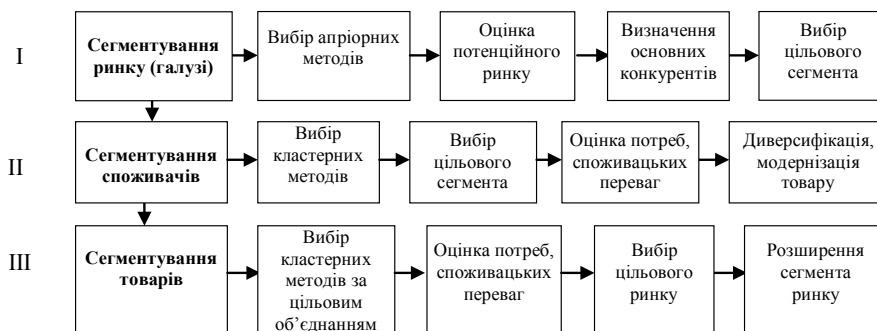 I
Сегментування
ринку (галузі)
Вибір апріорних
методів
Оцінка
потенційного
ринку
Визначення
основних
конкурентів
Вибір
цільового
сегмента
II
Сегментування
споживачів
Вибір
кластерних
методів
Вибір
цільового
сегмента
Оцінка потреб,
споживацьких
переваг
Диверсифікація,
модернізація
товару
III
Сегментування
товарів
Вибір
кластерних
методів за
цільовим
об’єднанням
Оцінка потреб,
споживацьких
переваг
Вибір
цільового
ринку
Розширення
сегмента
ринку